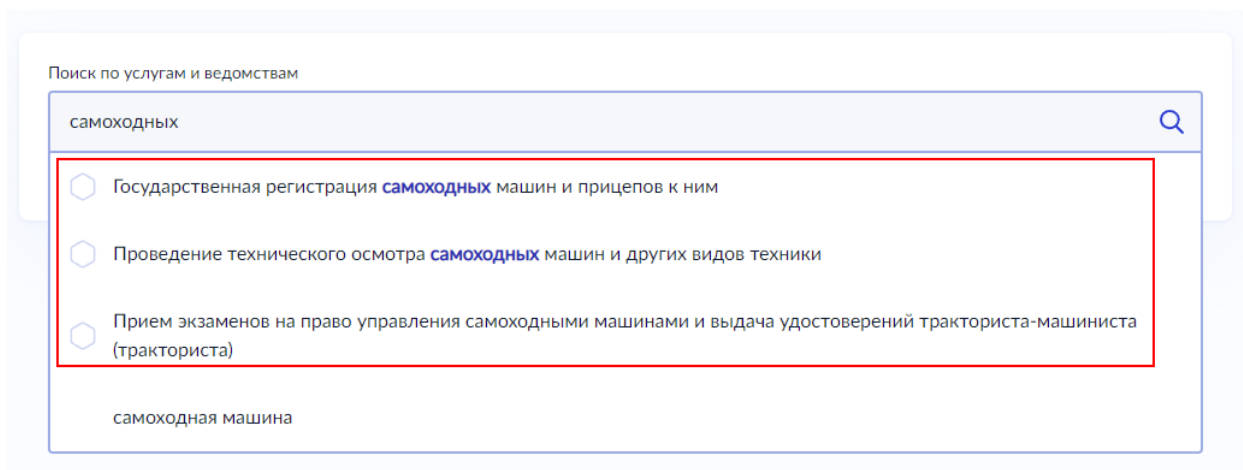 Поиск по услугам и ведомствам
самоходных
Государственная регистрация самоходных машин и прицепов к ним
Проведение технического осмотра самоходных машин и других видов техники
Прием экзаменов на право управления самоходными машинами и выдача удостоверений тракториста-машиниста
(тракториста)
самоходная машина